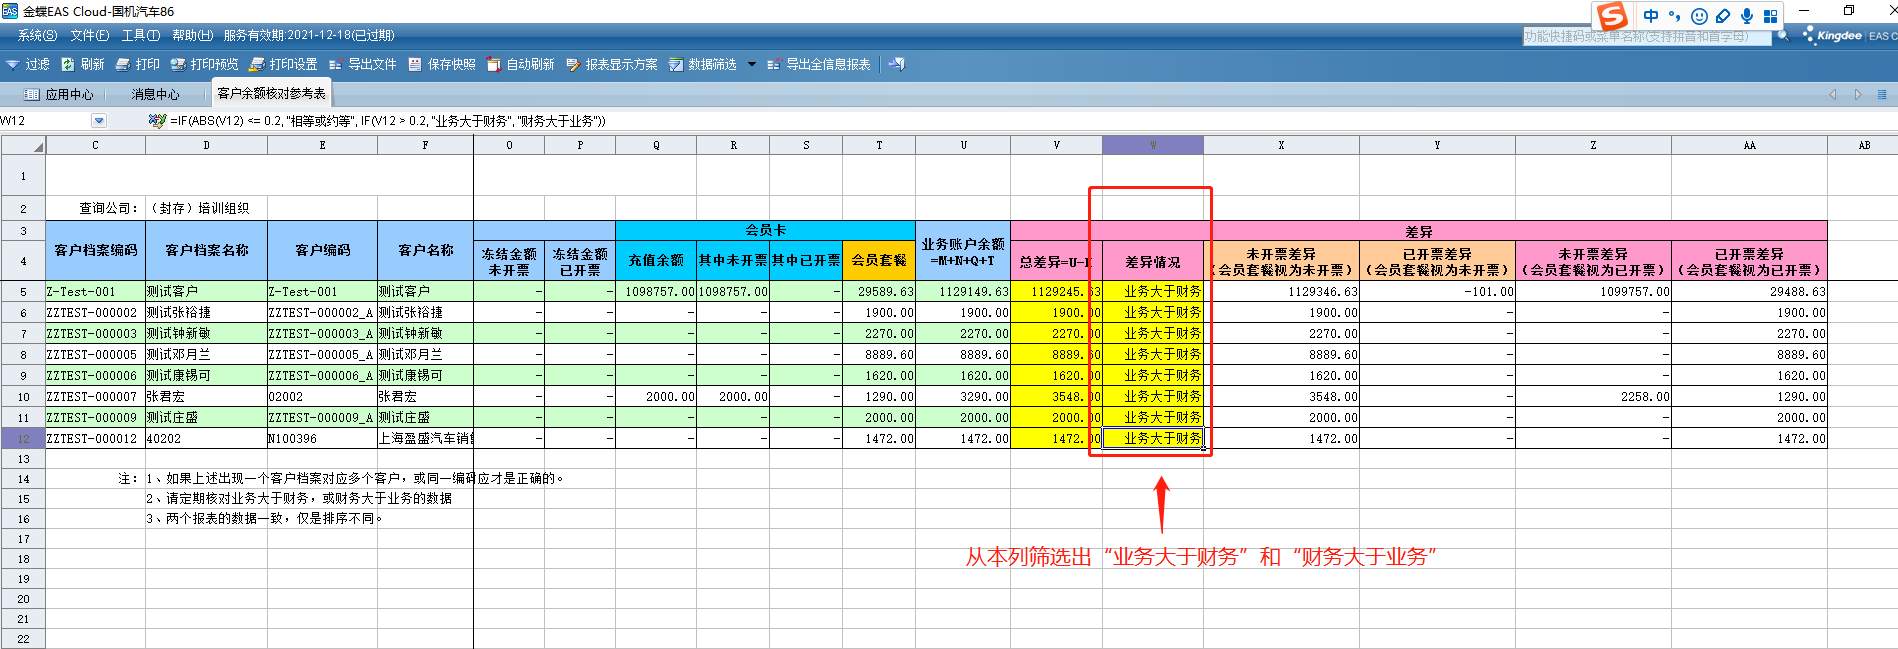 金蝶EAS Cloud-国机汽车86
中
系统(S) 文件(F) 工具(T) 帮助(H) 服务有效期:2021-12-18(已过期)
功能快捷码或菜单名称(支持拼音和首字母)
Kingdee EAS C
过滤 刷新 打印 打印预览 打印设置 导出文件 保存快照 自动刷新 报表显示方案 数据筛选 导出全信息报表
应用中心 消息中心 客户余额核对参考表
W12 =IF(ABS(V12) <= 0.2, "相等或约等", IF(V12 > 0.2, "业务大于财务", "财务大于业务"))
C D E F O P Q R S T U V W X Y Z AA AB
1
2 查询公司：（封存）培训组织
3 会员卡 差异
4 客户档案编码 客户档案名称 客户编码 客户名称 冻结金额 未开票 冻结金额 已开票 充值余额 其中未开票 其中已开票 会员套餐 业务账户余额 =M+N+Q+T 总差异=U-I 差异情况 未开票差异 （会员套餐视为未开票） 已开票差异 （会员套餐视为未开票） 未开票差异 （会员套餐视为已开票） 已开票差异 （会员套餐视为已开票）
5 Z-Test-001 测试客户 Z-Test-001 测试客户 - - 1098757.00 1098757.00 - 29589.63 1129149.63 1129245.63 业务大于财务 1129346.63 -101.00 1099757.00 29488.63
6 ZZTEST-000002 测试张裕捷 ZZTEST-000002_A 测试张裕捷 - - - - - 1900.00 1900.00 1900.00 业务大于财务 1900.00 - - 1900.00
7 ZZTEST-000003 测试钟新敏 ZZTEST-000003_A 测试钟新敏 - - - - - 2270.00 2270.00 2270.00 业务大于财务 2270.00 - - 2270.00
8 ZZTEST-000005 测试邓月兰 ZZTEST-000005_A 测试邓月兰 - - - - - 8889.60 8889.60 8889.60 业务大于财务 8889.60 - - 8889.60
9 ZZTEST-000006 测试康锡可 ZZTEST-000006_A 测试康锡可 - - - - - 1620.00 1620.00 1620.00 业务大于财务 1620.00 - - 1620.00
10 ZZTEST-000007 张君宏 02002 张君宏 - - 2000.00 2000.00 - 1290.00 3290.00 3548.00 业务大于财务 3548.00 - 2258.00 1290.00
11 ZZTEST-000009 测试庄盛 ZZTEST-000009_A 测试庄盛 - - - - - 2000.00 2000.00 2000.00 业务大于财务 2000.00 - - 2000.00
12 ZZTEST-000012 40202 N100396 上海盈盛汽车销售 - - - - - 1472.00 1472.00 1472.00 业务大于财务 1472.00 - - 1472.00
13
14 注：1、如果上述出现一个客户档案对应多个客户，或同一编码应才是正确的。
15 2、请定期核对业务大于财务，或财务大于业务的数据
16 3、两个报表的数据一致，仅是排序不同。
17
从本列筛选出“业务大于财务”和“财务大于业务”
18
19
20
21
22